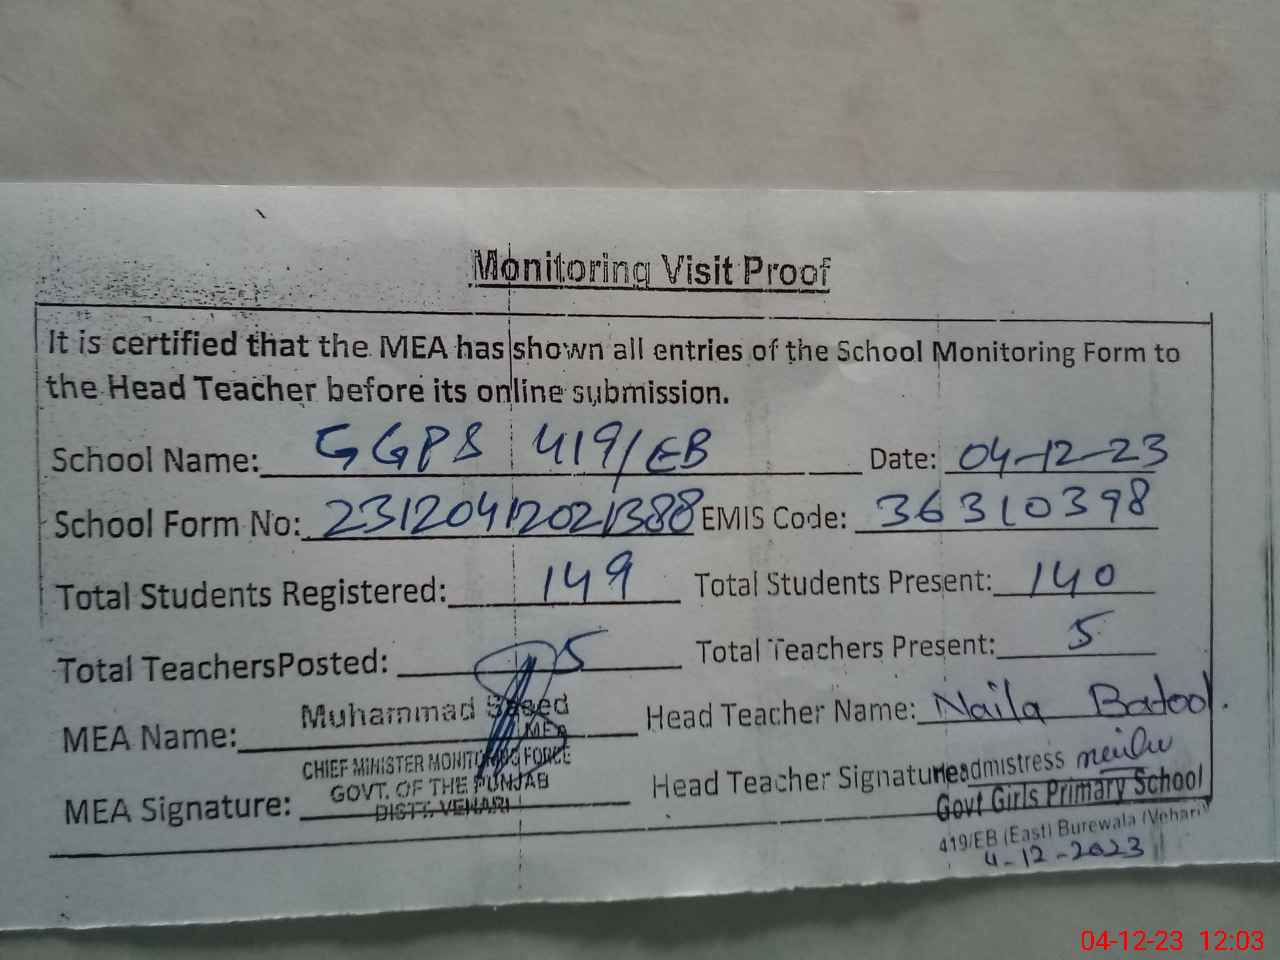 Monitoring Visit Proof
It is certified that the MEA has shown all entries of the School Monitoring Form to
the Head Teacher before its online submission.
School Name: GGPS 419/EB Date: 04-12-23
School Form No: 23120412021388 EMIS Code: 36310398
Total Students Registered: 149 Total Students Present: 140
Total TeachersPosted: 5 Total Teachers Present: 5
MEA Name: Muhammad Saeed Head Teacher Name: Naila Batool.
MEA
CHIEF MINISTER MONITORING FORCE
GOVT. OF THE PUNJAB
DISTT. VEHARI
MEA Signature: Head Teacher Signature
Headmistress
Govt Girls Primary School
419/EB (East) Burewala (Vehari)
4-12-2023
04-12-23 12:03